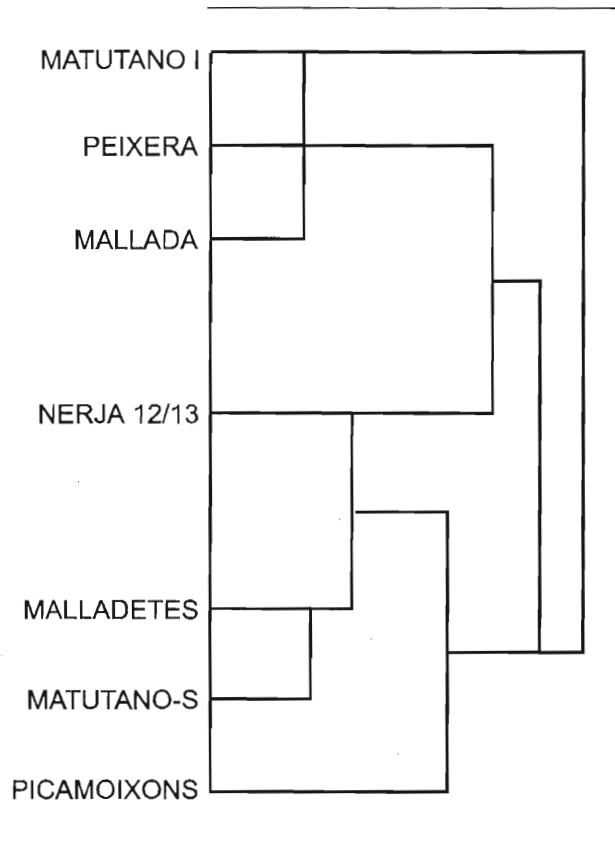 MATUTANO I
PEIXERA
MALLADA
NERJA 12/13
MALLADETES
MATUTANO-S
PICAMOIXONS